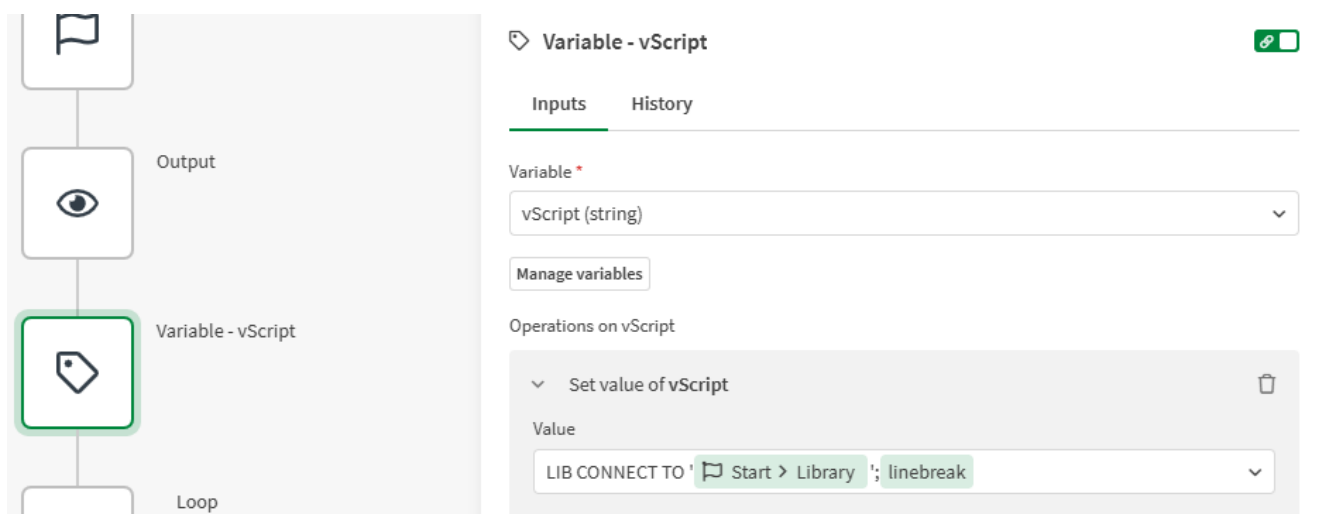 Output
Variable - vScript
Loop
Variable - vScript
Inputs History
Variable *
vScript (string)
Manage variables
Operations on vScript
Set value of vScript
Value
LIB CONNECT TO ' Start > Library '; linebreak